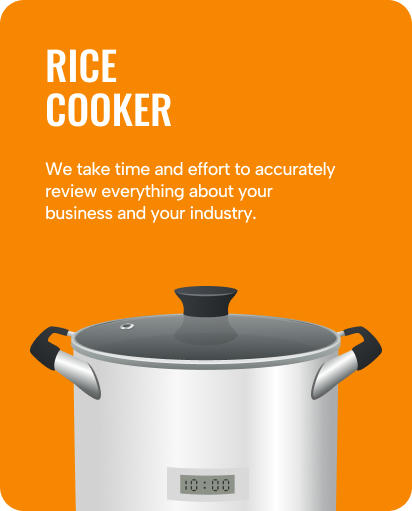 RICE
COOKER
We take time and effort to accurately
review everything about your
business and your industry.
10:00